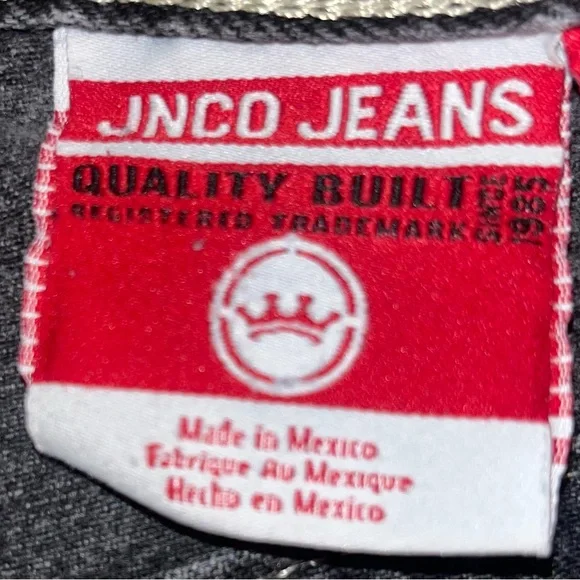 JNCO JEANS
QUALITY BUILT
REGISTERED TRADEMARK
SINCE
1985
Made in Mexico
Fabrique au Mexique
Hecho en Mexico